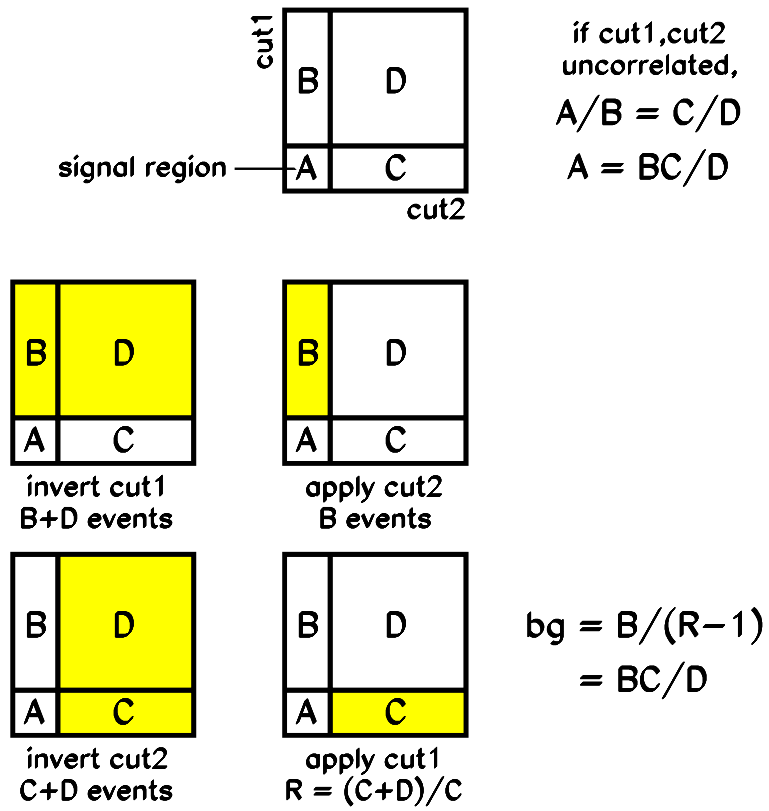 cut1
B D
signal region A C
cut2
if cut1,cut2
uncorrelated,
A/B = C/D
A = BC/D
B D
A C
invert cut1
B+D events
B D
A C
apply cut2
B events
B D
A C
invert cut2
C+D events
B D
A C
apply cut1
R = (C+D)/C
bg = B/(R-1)
= BC/D